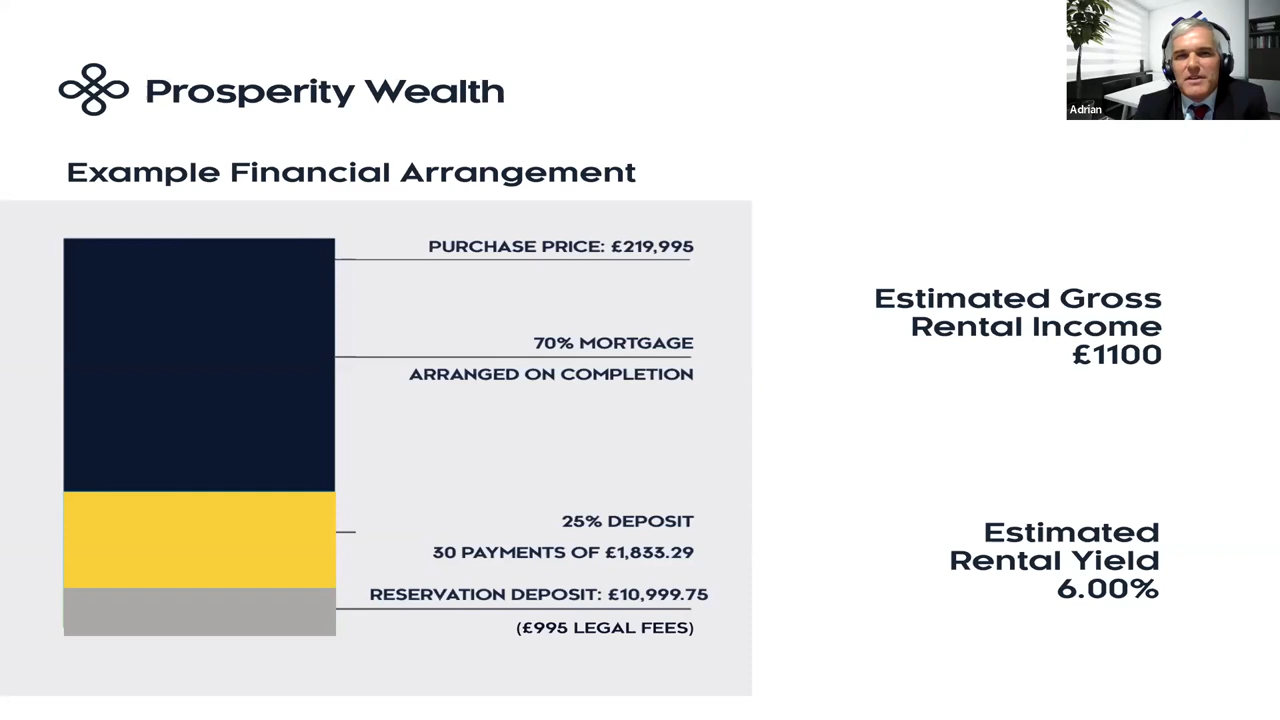 Prosperity Wealth
Adrian
Example Financial Arrangement
PURCHASE PRICE: £219,995
70% MORTGAGE
ARRANGED ON COMPLETION
25% DEPOSIT
30 PAYMENTS OF £1,833.29
RESERVATION DEPOSIT: £10,999.75
(£995 LEGAL FEES)
Estimated Gross
Rental Income
£1100
Estimated
Rental Yield
6.00%